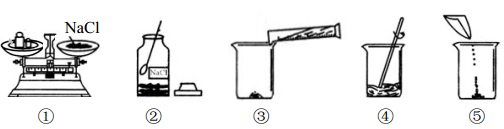 NaCl
NaCl
① ② ③ ④ ⑤